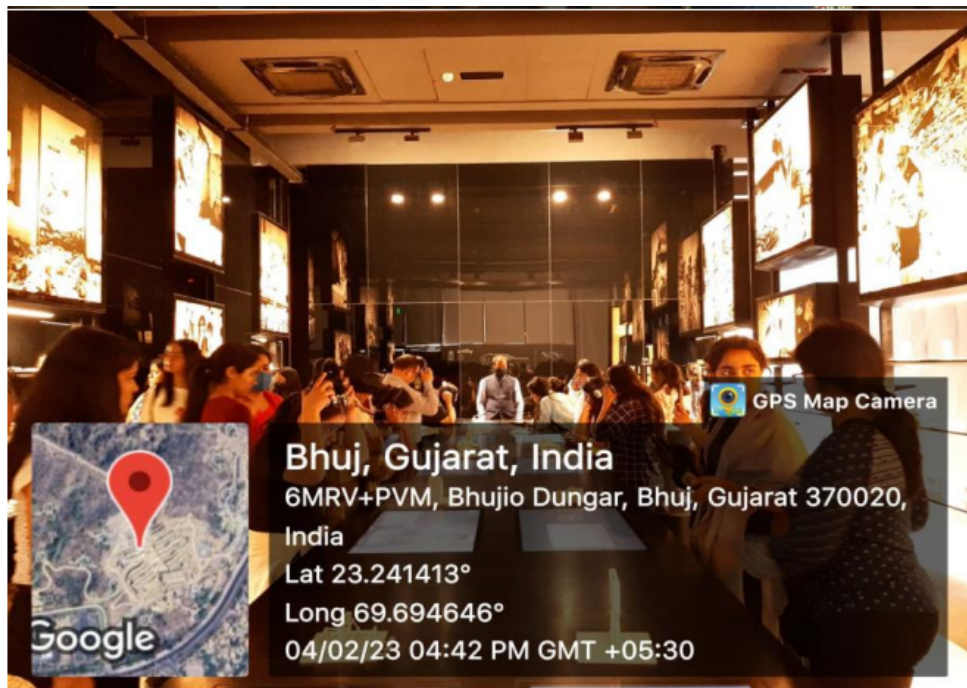 GPS Map Camera
Bhuj, Gujarat, India
6MRV+PVM, Bhujio Dungar, Bhuj, Gujarat 370020,
India
Lat 23.241413°
Long 69.694646°
04/02/23 04:42 PM GMT +05:30
Google